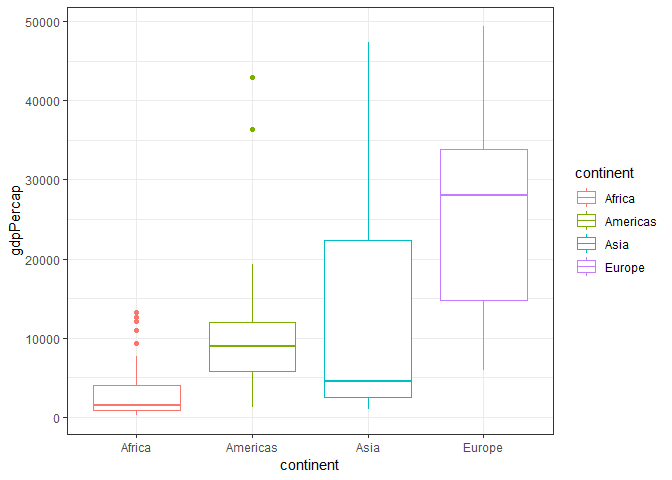 50000
40000
30000
20000
10000
0
gdpPercap
Africa
Americas
Asia
Europe
continent
continent
Africa
Americas
Asia
Europe